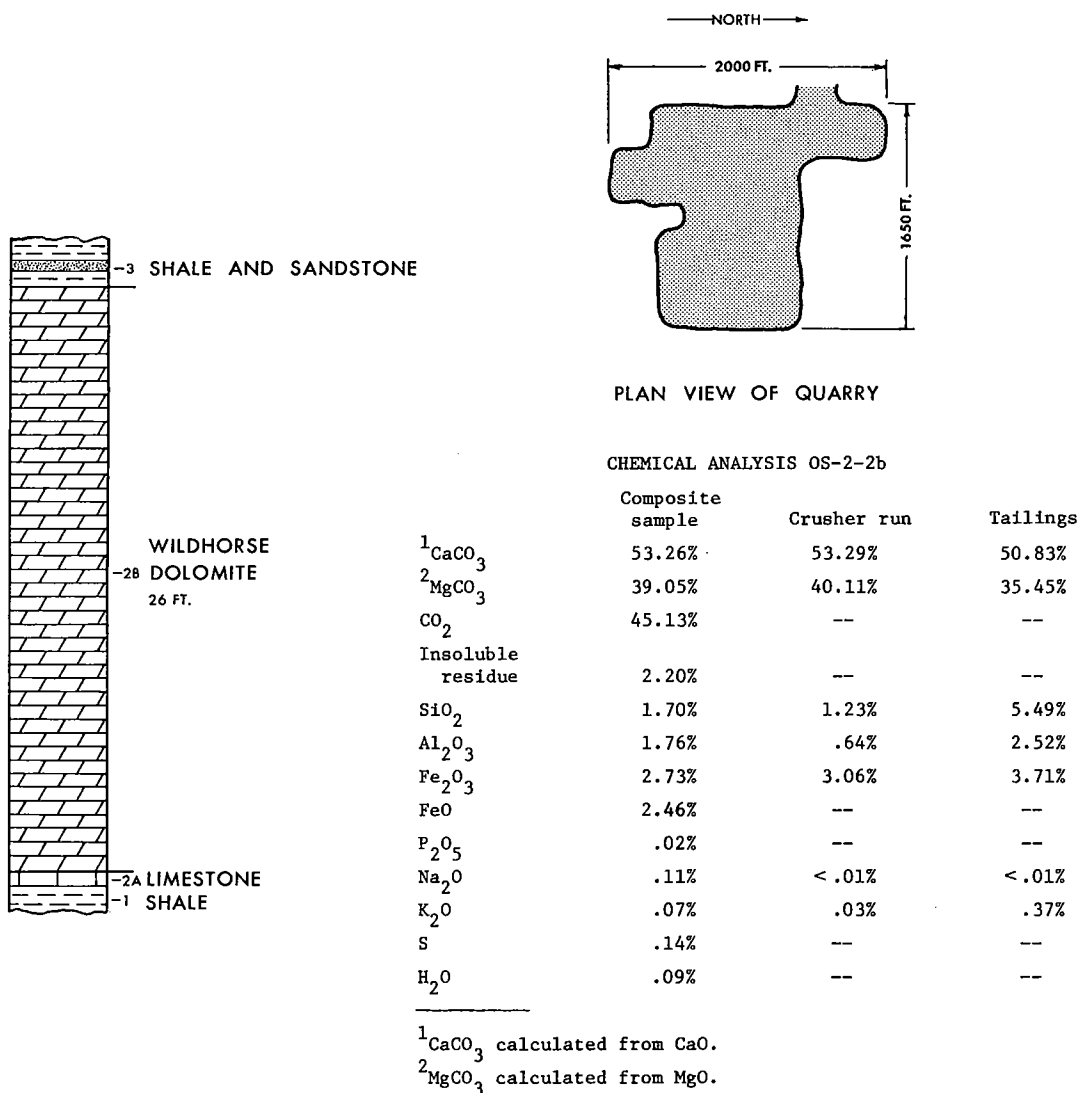 NORTH
2000 FT.
1650 FT.
PLAN VIEW OF QUARRY
-3 SHALE AND SANDSTONE
WILDHORSE
-2B DOLOMITE
26 FT.
-2A LIMESTONE
-1 SHALE
CHEMICAL ANALYSIS OS-2-2b
Composite
sample Crusher run Tailings
1CaCO3 53.26% 53.29% 50.83%
2MgCO3 39.05% 40.11% 35.45%
CO2 45.13% -- --
Insoluble
residue 2.20% -- --
SiO2 1.70% 1.23% 5.49%
Al2O3 1.76% .64% 2.52%
Fe2O3 2.73% 3.06% 3.71%
FeO 2.46% -- --
P2O5 .02% -- --
Na2O .11% <.01% <.01%
K2O .07% .03% .37%
S .14% -- --
H2O .09% -- --
1CaCO3 calculated from CaO.
2MgCO3 calculated from MgO.